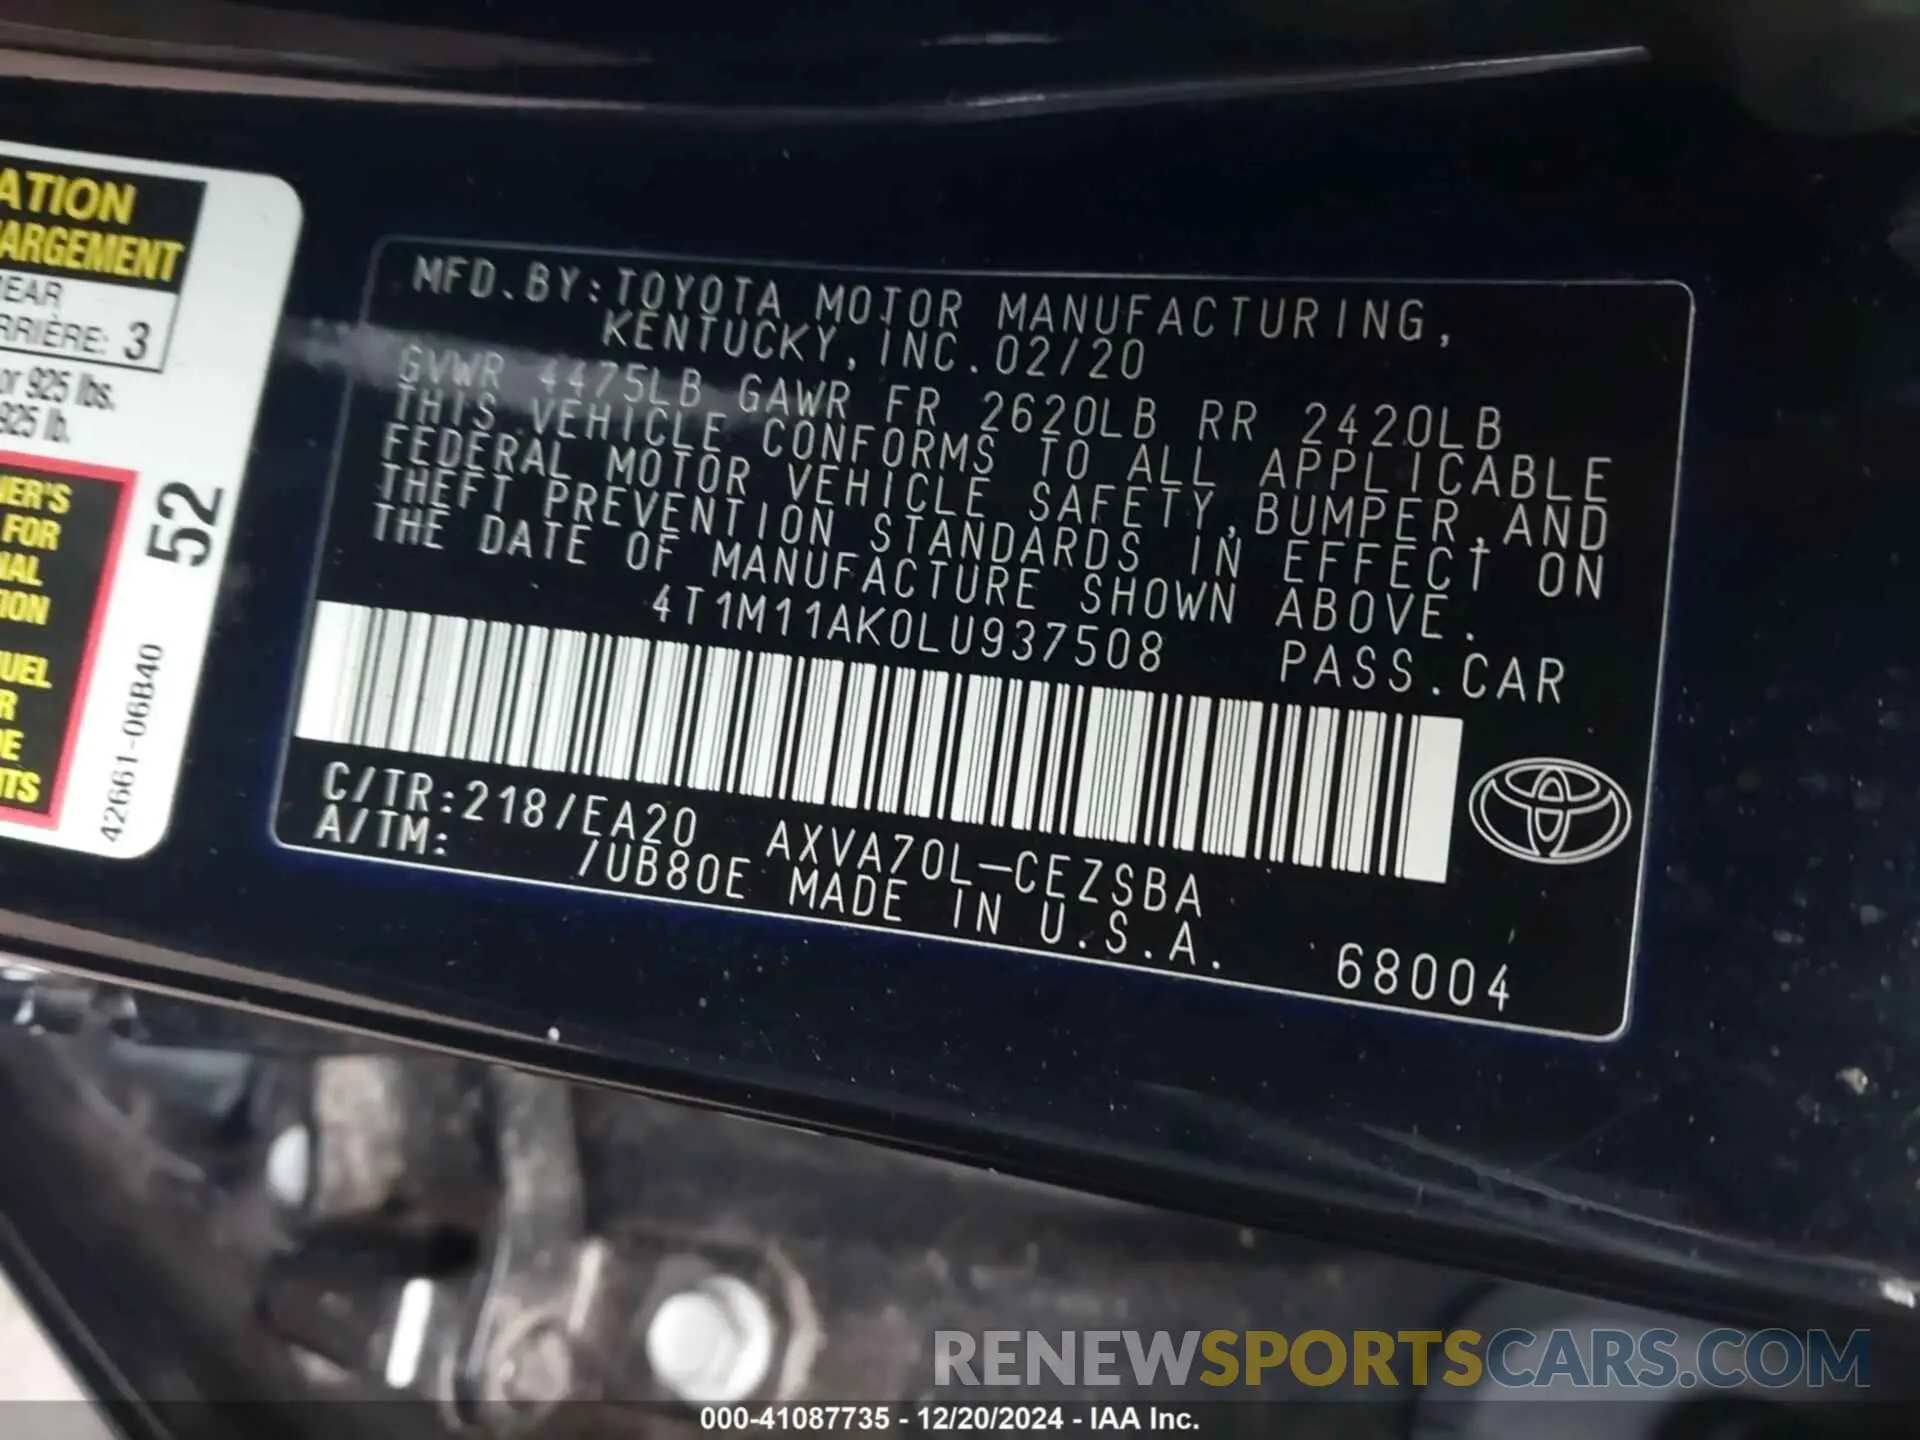 ATION
ARGEMENT
REAR
RRIÈRE: 3
or 925 lbs.
925 lb.
NER'S
FOR
NAL
ION
UEL
R
DE
NTS
52
42661-06B40
MFD.BY:TOYOTA MOTOR MANUFACTURING,
KENTUCKY,INC.02/20
GVWR 4475LB GAWR FR 2620LB RR 2420LB
THIS VEHICLE CONFORMS TO ALL APPLICABLE
FEDERAL MOTOR VEHICLE SAFETY,BUMPER,AND
THEFT PREVENTION STANDARDS IN EFFECT ON
THE DATE OF MANUFACTURE SHOWN ABOVE.
4T1M11AK0LU937508 PASS.CAR
C/TR:218/EA20 AXVA70L-CEZSBA
A/TM: /UB80E MADE IN U.S.A.
68004
RENEWSPORTSCARS.COM
000-41087735 - 12/20/2024 - IAA Inc.